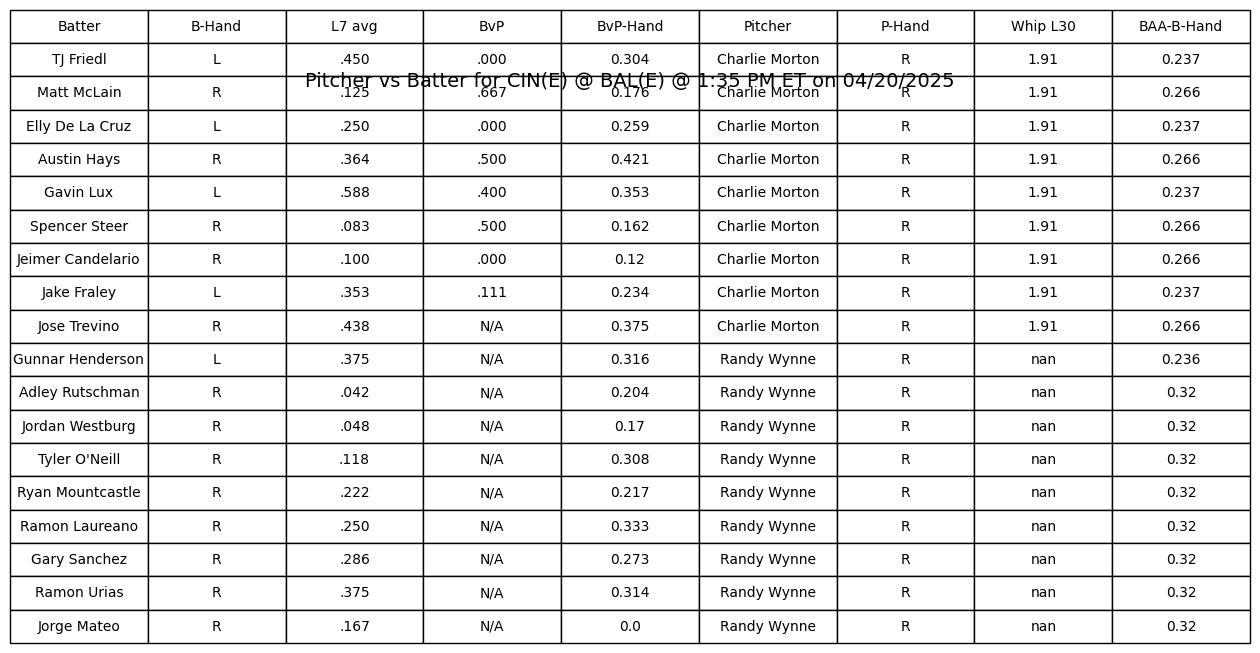 Batter B-Hand L7 avg BvP BvP-Hand Pitcher P-Hand Whip L30 BAA-B-Hand
TJ Friedl L .450 .000 0.304 Charlie Morton R 1.91 0.237
Pitcher vs Batter for CIN(E) @ BAL(E) @ 1:35 PM ET on 04/20/2025
Matt McLain R .125 .667 0.176 Charlie Morton R 1.91 0.266
Elly De La Cruz L .250 .000 0.259 Charlie Morton R 1.91 0.237
Austin Hays R .364 .500 0.421 Charlie Morton R 1.91 0.266
Gavin Lux L .588 .400 0.353 Charlie Morton R 1.91 0.237
Spencer Steer R .083 .500 0.162 Charlie Morton R 1.91 0.266
Jeimer Candelario R .100 .000 0.12 Charlie Morton R 1.91 0.266
Jake Fraley L .353 .111 0.234 Charlie Morton R 1.91 0.237
Jose Trevino R .438 N/A 0.375 Charlie Morton R 1.91 0.266
Gunnar Henderson L .375 N/A 0.316 Randy Wynne R nan 0.236
Adley Rutschman R .042 N/A 0.204 Randy Wynne R nan 0.32
Jordan Westburg R .048 N/A 0.17 Randy Wynne R nan 0.32
Tyler O'Neill R .118 N/A 0.308 Randy Wynne R nan 0.32
Ryan Mountcastle R .222 N/A 0.217 Randy Wynne R nan 0.32
Ramon Laureano R .250 N/A 0.333 Randy Wynne R nan 0.32
Gary Sanchez R .286 N/A 0.273 Randy Wynne R nan 0.32
Ramon Urias R .375 N/A 0.314 Randy Wynne R nan 0.32
Jorge Mateo R .167 N/A 0.0 Randy Wynne R nan 0.32